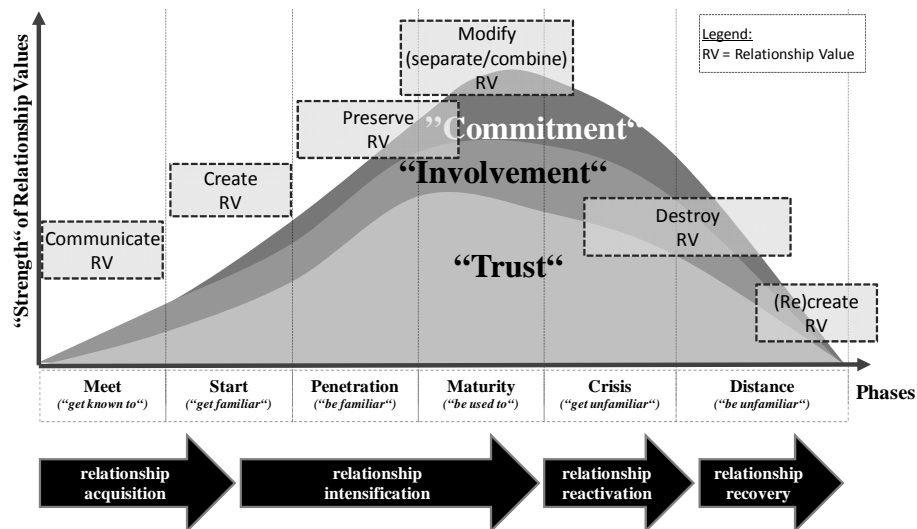 Modify
(separate/combine)
RV
Legend:
RV = Relationship Value
Preserve
RV
”Commitment“
Create
RV
“Involvement“
Communicate
RV
Destroy
RV
“Trust“
(Re)create
RV
“Strength“ of Relationship Values
Meet
(“get known to“)
Start
(“get familiar“)
Penetration
(“be familiar“)
Maturity
(“be used to“)
Crisis
(“get unfamiliar“)
Distance
(“be unfamiliar“)
Phases
relationship
acquisition
relationship
intensification
relationship
reactivation
relationship
recovery